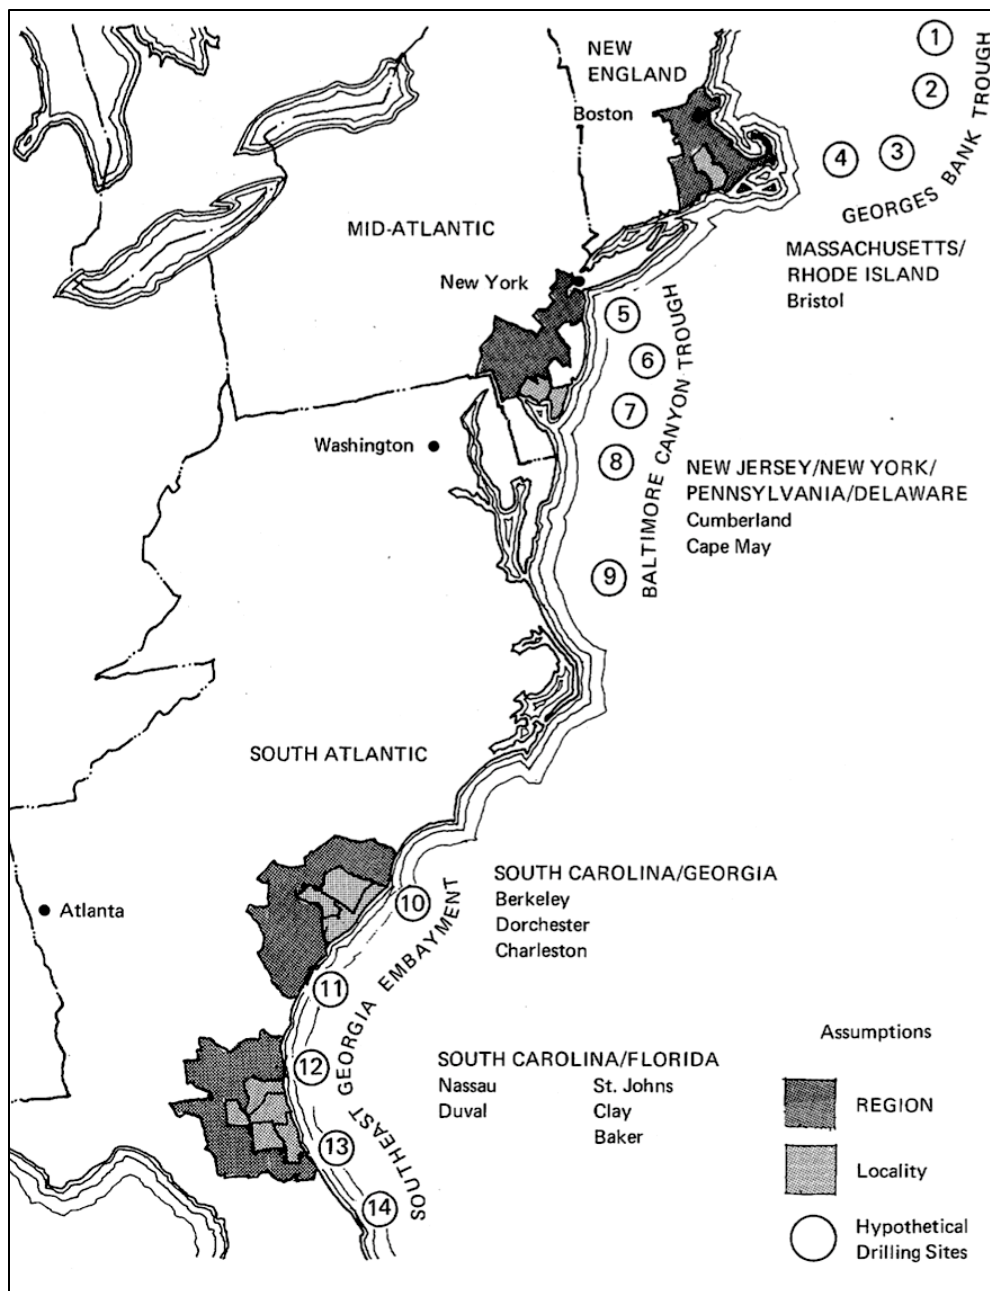 NEW
ENGLAND
Boston
1
2
3
4
GEORGES BANK TROUGH
MASSACHUSETTS/
RHODE ISLAND
Bristol
MID-ATLANTIC
New York
5
6
7
8
9
BALTIMORE CANYON TROUGH
Washington
NEW JERSEY/NEW YORK/
PENNSYLVANIA/DELAWARE
Cumberland
Cape May
SOUTH ATLANTIC
Atlanta
SOUTH CAROLINA/GEORGIA
Berkeley
Dorchester
Charleston
10
11
12
13
14
SOUTHEAST GEORGIA EMBAYMENT
SOUTH CAROLINA/FLORIDA
Nassau
Duval
St. Johns
Clay
Baker
Assumptions
REGION
Locality
Hypothetical
Drilling Sites